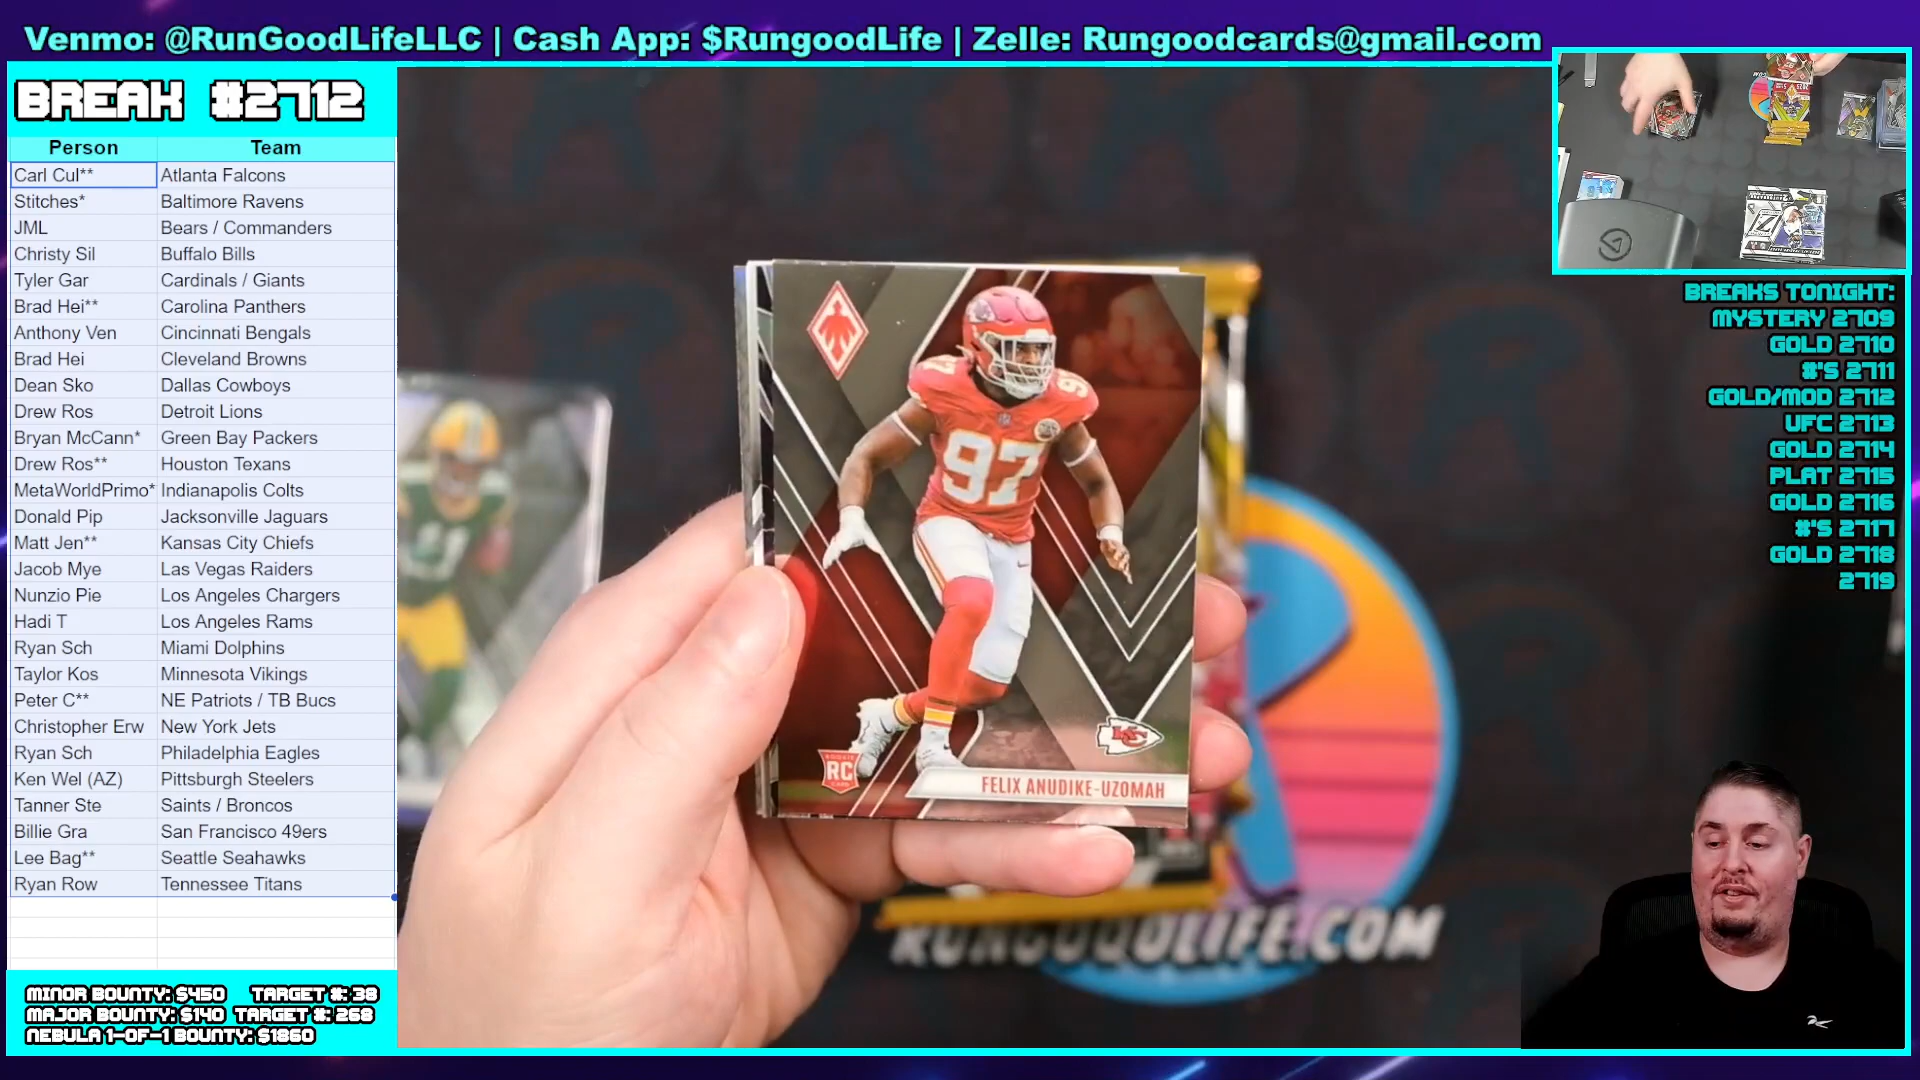 Venmo: @RunGoodLifeLLC | Cash App: $RungoodLife | Zelle: Rungoodcards@gmail.com
BREAK #2712
Person Team
Carl Cul** Atlanta Falcons
Stitches* Baltimore Ravens
JML Bears / Commanders
Christy Sil Buffalo Bills
Tyler Gar Cardinals / Giants
Brad Hei** Carolina Panthers
Anthony Ven Cincinnati Bengals
Brad Hei Cleveland Browns
Dean Sko Dallas Cowboys
Drew Ros Detroit Lions
Bryan McCann* Green Bay Packers
Drew Ros** Houston Texans
MetaWorldPrimo* Indianapolis Colts
Donald Pip Jacksonville Jaguars
Matt Jen** Kansas City Chiefs
Jacob Mye Las Vegas Raiders
Nunzio Pie Los Angeles Chargers
Hadi T Los Angeles Rams
Ryan Sch Miami Dolphins
Taylor Kos Minnesota Vikings
Peter C** NE Patriots / TB Bucs
Christopher Erw New York Jets
Ryan Sch Philadelphia Eagles
Ken Wel (AZ) Pittsburgh Steelers
Tanner Ste Saints / Broncos
Billie Gra San Francisco 49ers
Lee Bag** Seattle Seahawks
Ryan Row Tennessee Titans
MINOR BOUNTY: $450 TARGET #: 38
MAJOR BOUNTY: $140 TARGET #: 268
NEBULA 1-OF-1 BOUNTY: $1860
97
97
KC
ROOKIE
RC
CARD
FELIX ANUDIKE-UZOMAH
RUNGOODLIFE.COM
BREAKS TONIGHT:
MYSTERY 2709
GOLD 2710
#'S 2711
GOLD/MOD 2712
UFC 2713
GOLD 2714
PLAT 2715
GOLD 2716
#'S 2717
GOLD 2718
2719